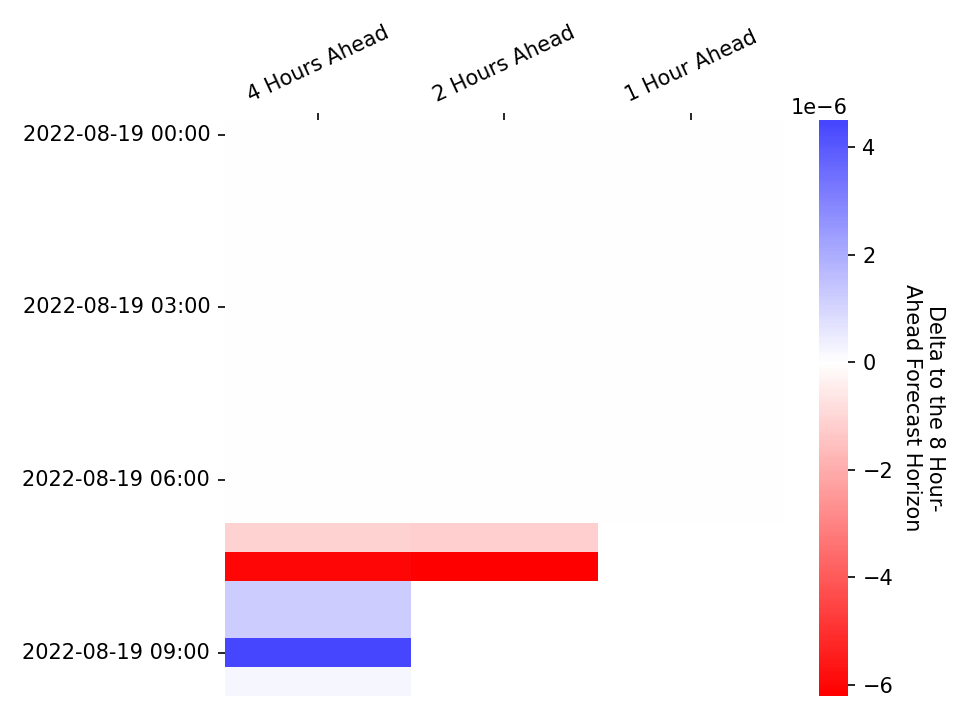 4 Hours Ahead
2 Hours Ahead
1 Hour Ahead
1e−6
2022-08-19 00:00
2022-08-19 03:00
2022-08-19 06:00
2022-08-19 09:00
4
2
0
−2
−4
−6
Delta to the 8 Hour-
Ahead Forecast Horizon